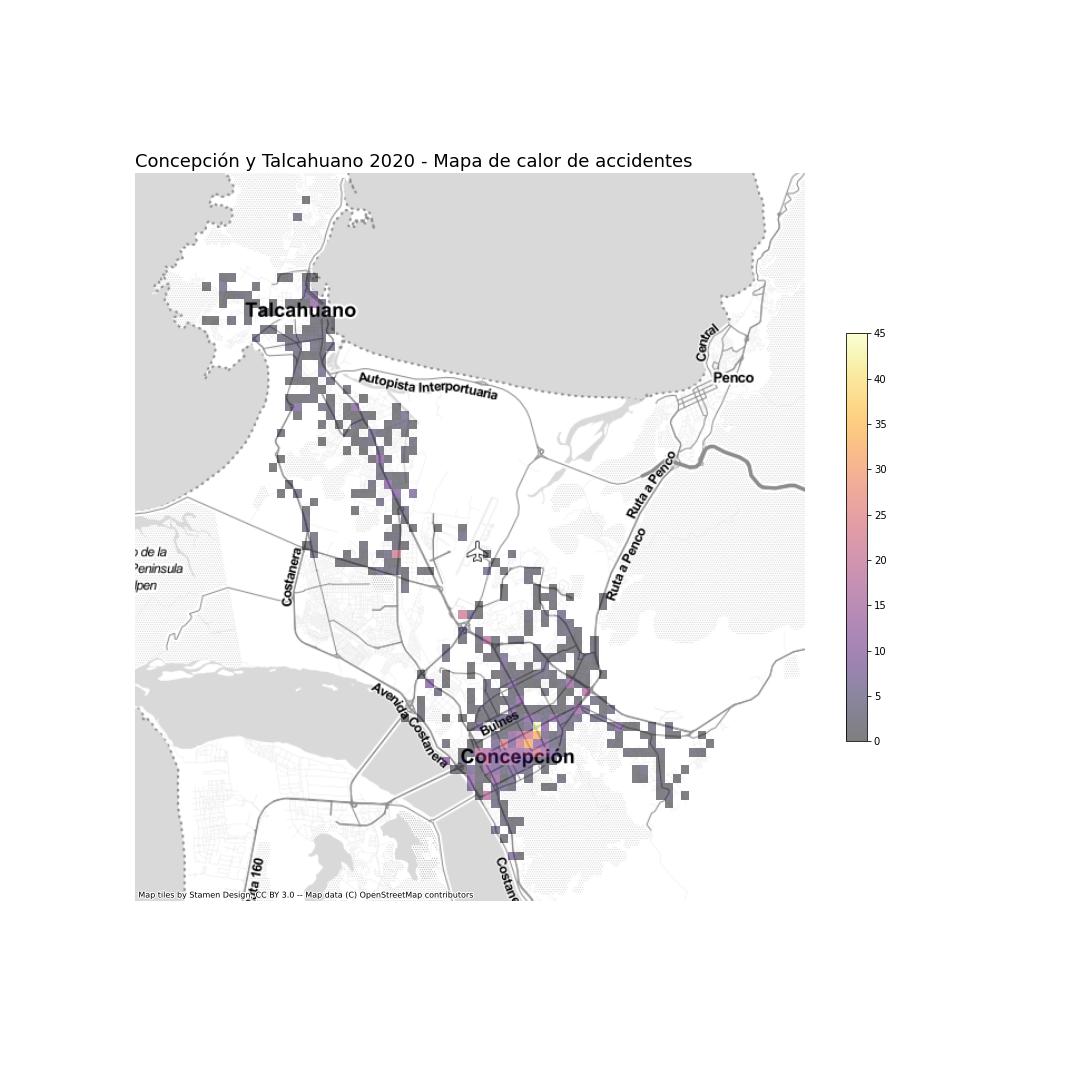 Concepción y Talcahuano 2020 - Mapa de calor de accidentes
Talcahuano
Central
Autopista Interportuaria
Penco
Ruta a Penco
Ruta a Penco
o de la
Península
lpen
Costanera
Avenida Costanera
Bulnes
Concepción
Costane
ata 160
Map tiles by Stamen Design, CC BY 3.0 -- Map data (C) OpenStreetMap contributors
45
40
35
30
25
20
15
10
5
0